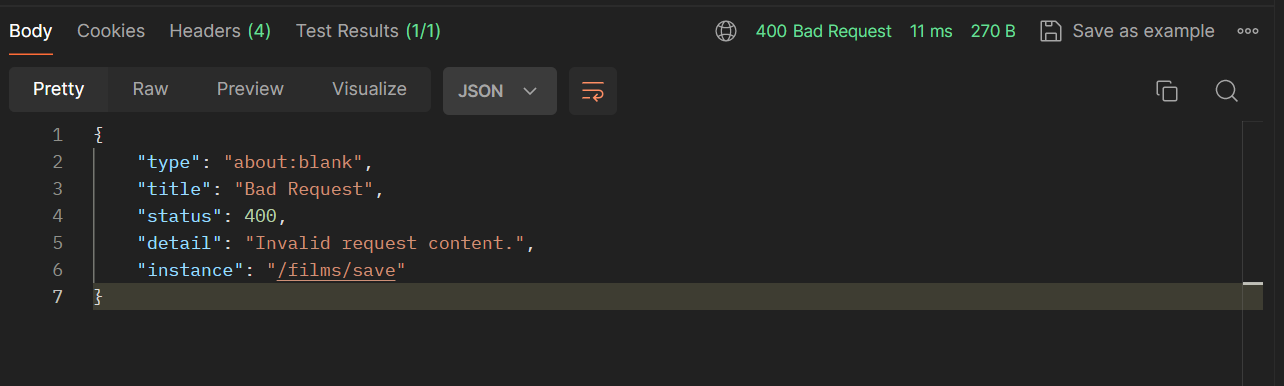 Body Cookies Headers (4) Test Results (1/1) 400 Bad Request 11 ms 270 B Save as example
Pretty Raw Preview Visualize JSON
1 {
2 "type": "about:blank",
3 "title": "Bad Request",
4 "status": 400,
5 "detail": "Invalid request content.",
6 "instance": "/films/save"
7 }